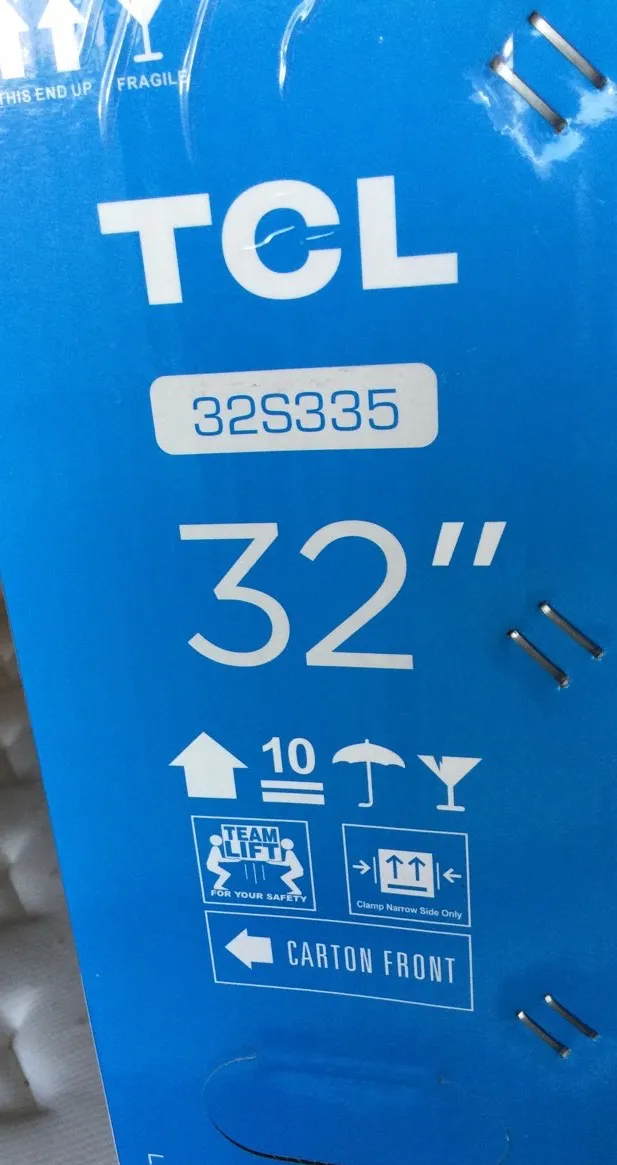 THIS END UP
FRAGILE
TCL
32S335
32"
10
TEAM
LIFT
FOR YOUR SAFETY
Clamp Narrow Side Only
CARTON FRONT